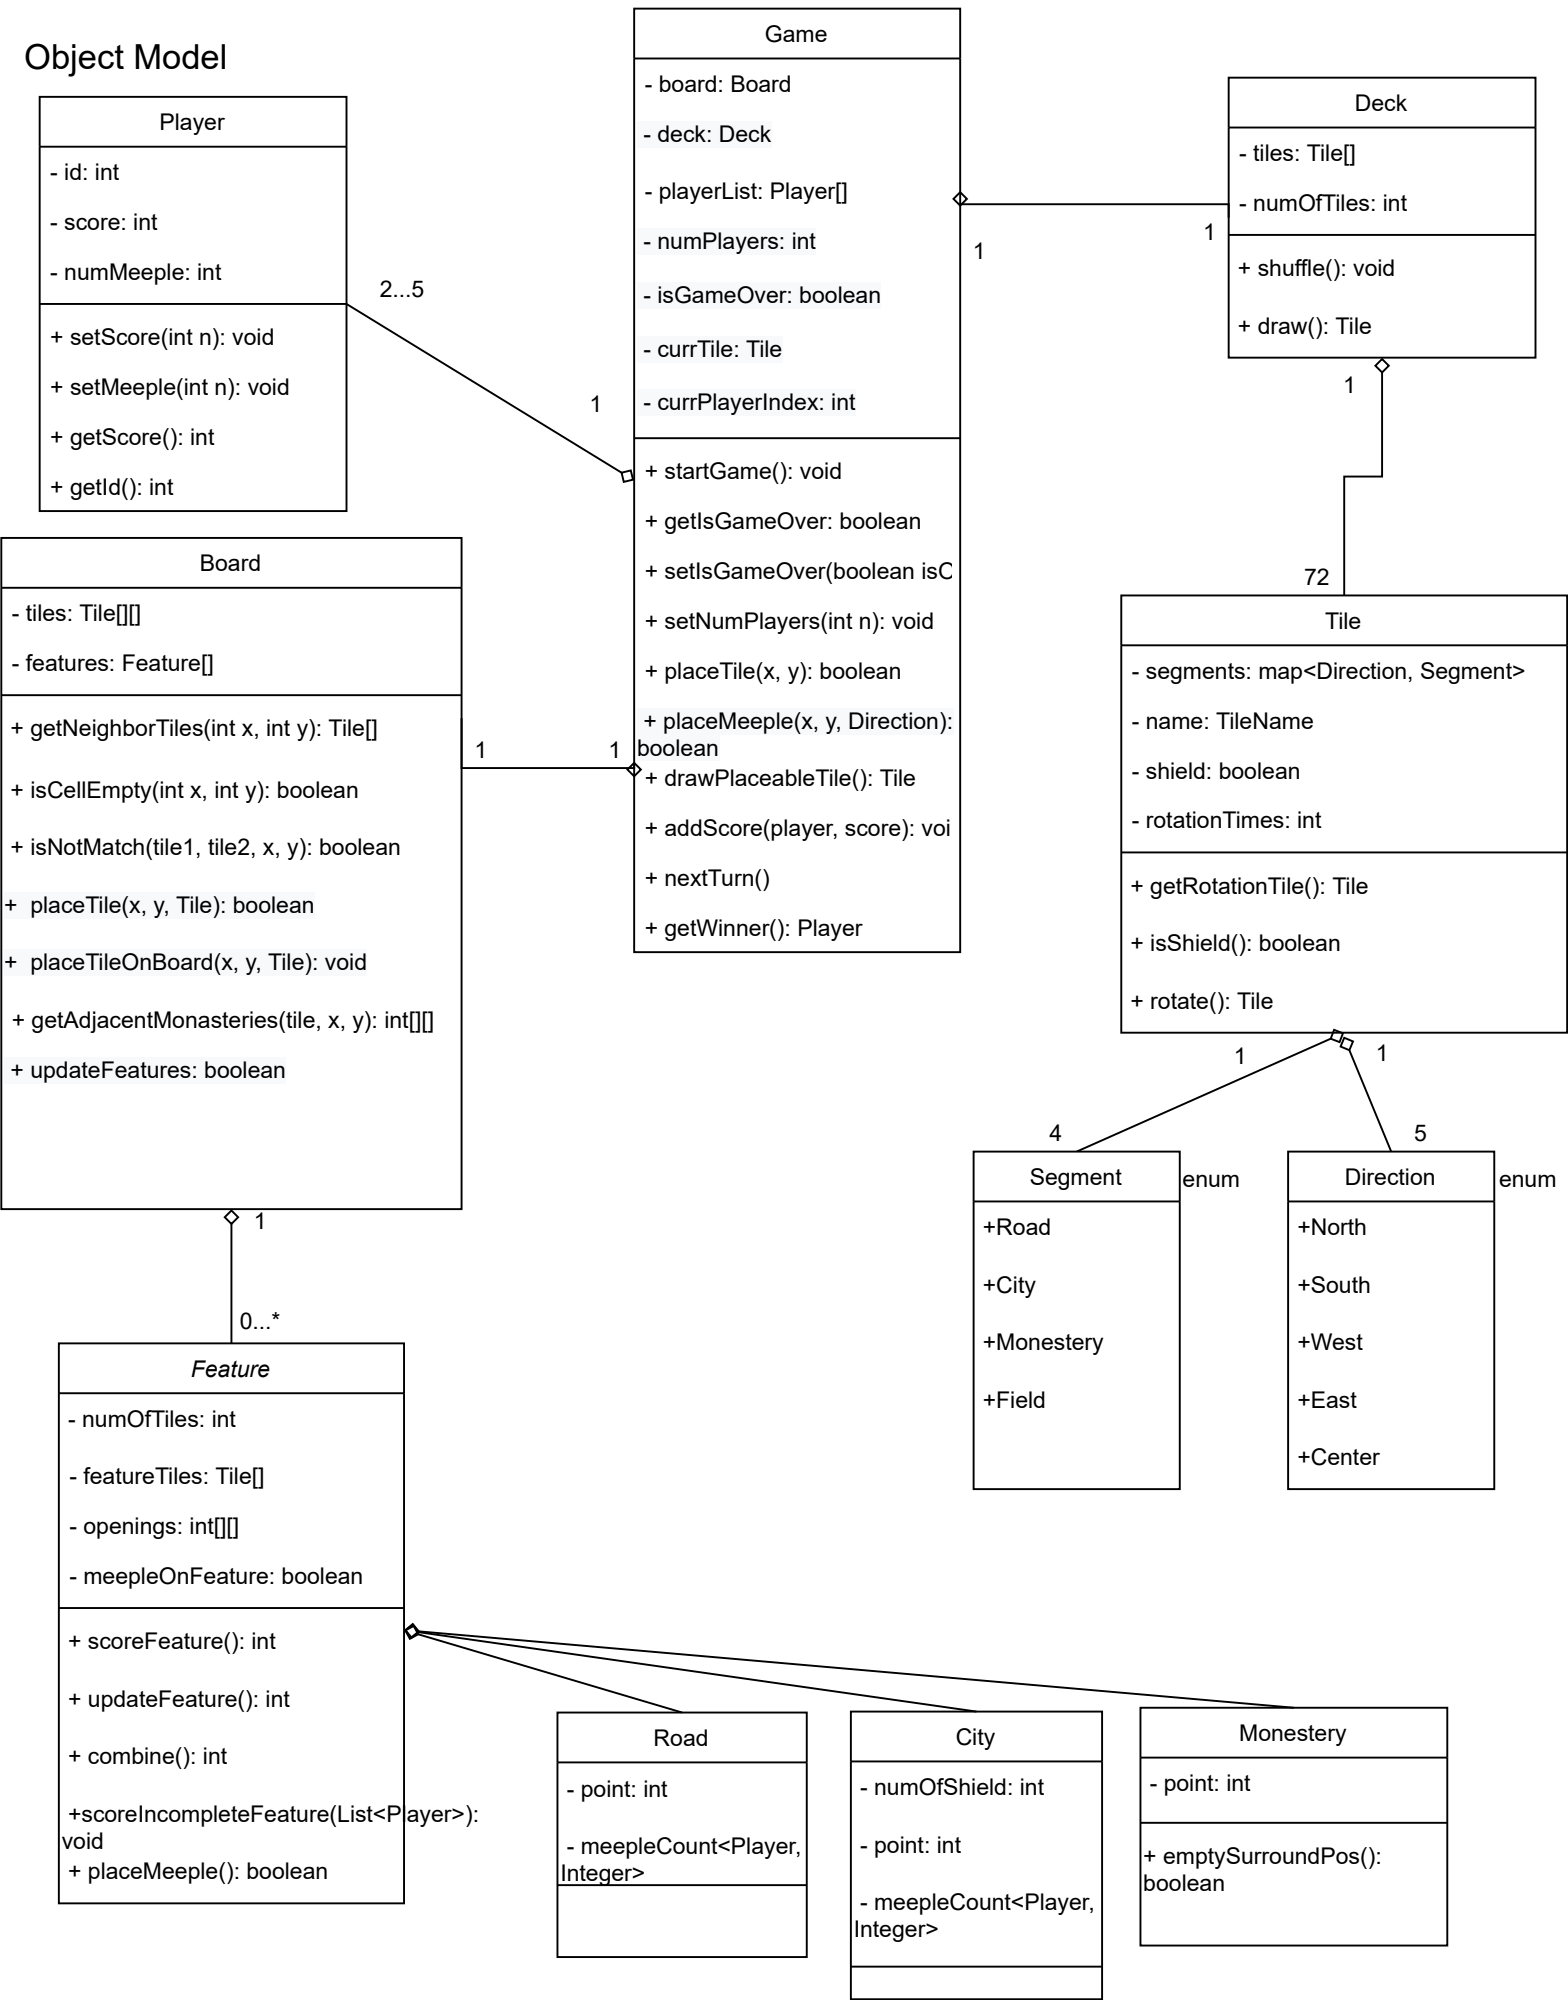 Object Model
Player
- id: int
- score: int
- numMeeple: int
+ setScore(int n): void
+ setMeeple(int n): void
+ getScore(): int
+ getId(): int
2...5
1
Game
- board: Board
- deck: Deck
- playerList: Player[]
- numPlayers: int
- isGameOver: boolean
- currTile: Tile
- currPlayerIndex: int
+ startGame(): void
+ getIsGameOver: boolean
+ setIsGameOver(boolean isC
+ setNumPlayers(int n): void
+ placeTile(x, y): boolean
+ placeMeeple(x, y, Direction):
boolean
+ drawPlaceableTile(): Tile
+ addScore(player, score): voi
+ nextTurn()
+ getWinner(): Player
1
1
Deck
- tiles: Tile[]
- numOfTiles: int
+ shuffle(): void
+ draw(): Tile
1
72
Board
- tiles: Tile[][]
- features: Feature[]
+ getNeighborTiles(int x, int y): Tile[]
+ isCellEmpty(int x, int y): boolean
+ isNotMatch(tile1, tile2, x, y): boolean
+ placeTile(x, y, Tile): boolean
+ placeTileOnBoard(x, y, Tile): void
+ getAdjacentMonasteries(tile, x, y): int[][]
+ updateFeatures: boolean
1
1
1
0...*
Tile
- segments: map<Direction, Segment>
- name: TileName
- shield: boolean
- rotationTimes: int
+ getRotationTile(): Tile
+ isShield(): boolean
+ rotate(): Tile
1
1
4
5
Segment
enum
+Road
+City
+Monestery
+Field
Direction
enum
+North
+South
+West
+East
+Center
Feature
- numOfTiles: int
- featureTiles: Tile[]
- openings: int[][]
- meepleOnFeature: boolean
+ scoreFeature(): int
+ updateFeature(): int
+ combine(): int
+scoreIncompleteFeature(List<Player>):
void
+ placeMeeple(): boolean
Road
- point: int
- meepleCount<Player,
Integer>
City
- numOfShield: int
- point: int
- meepleCount<Player,
Integer>
Monestery
- point: int
+ emptySurroundPos():
boolean